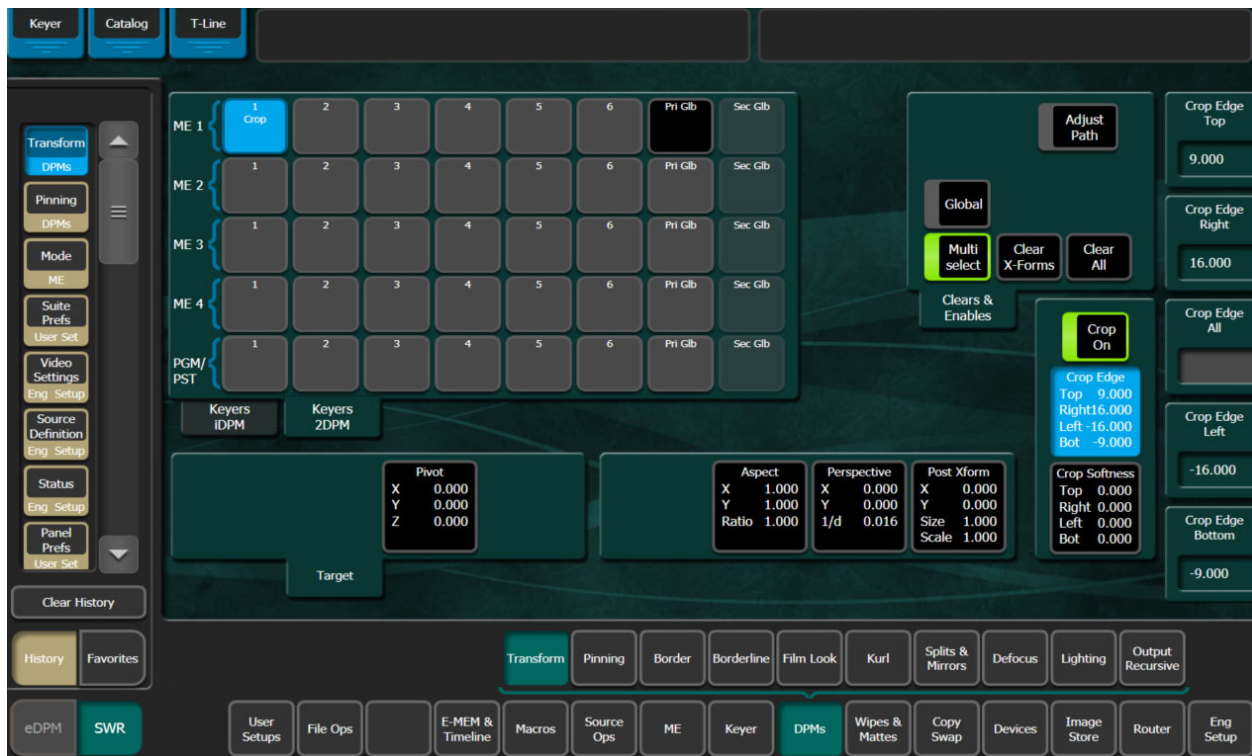 Keyer
Catalog
T-Line
Transform
DPMs
Pinning
DPMs
Mode
ME
Suite
Prefs
User Set
Video
Settings
Eng Setup
Source
Definition
Eng Setup
Status
Eng Setup
Panel
Prefs
User Set
Clear History
History
Favorites
eDPM
SWR
ME 1
1
Crop
2
3
4
5
6
Pri Glb
Sec Glb
ME 2
1
2
3
4
5
6
Pri Glb
Sec Glb
ME 3
1
2
3
4
5
6
Pri Glb
Sec Glb
ME 4
1
2
3
4
5
6
Pri Glb
Sec Glb
PGM/
PST
1
2
3
4
5
6
Pri Glb
Sec Glb
Keyers
iDPM
Keyers
2DPM
Pivot
X 0.000
Y 0.000
Z 0.000
Target
Aspect
X 1.000
Y 1.000
Ratio 1.000
Perspective
X 0.000
Y 0.000
1/d 0.016
Post Xform
X 0.000
Y 0.000
Size 1.000
Scale 1.000
Adjust
Path
Global
Multi
select
Clear
X-Forms
Clear
All
Clears &
Enables
Crop
On
Crop Edge
Top 9.000
Right16.000
Left -16.000
Bot -9.000
Crop Softness
Top 0.000
Right 0.000
Left 0.000
Bot 0.000
Crop Edge
Top
9.000
Crop Edge
Right
16.000
Crop Edge
All
Crop Edge
Left
-16.000
Crop Edge
Bottom
-9.000
Transform
Pinning
Border
Borderline
Film Look
Kurl
Splits &
Mirrors
Defocus
Lighting
Output
Recursive
User
Setups
File Ops
E-MEM &
Timeline
Macros
Source
Ops
ME
Keyer
DPMs
Wipes &
Mattes
Copy
Swap
Devices
Image
Store
Router
Eng
Setup